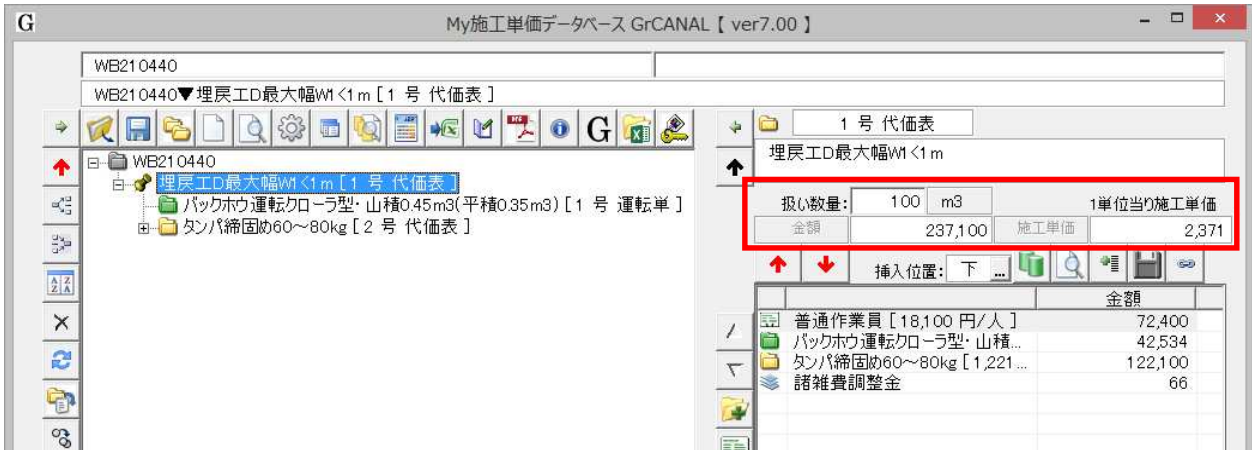 G
My施工単価データベース GrCANAL【 ver7.00 】
WB210440
WB210440▼埋戻工D最大幅W1<1ｍ [ 1 号 代価表 ]
G
1 号 代価表
WB210440
埋戻工D最大幅W1<1ｍ [ 1 号 代価表 ]
バックホウ運転クローラ型・山積0.45m3(平積0.35m3) [ 1 号 運転単 ]
タンパ締固め60～80kg [ 2 号 代価表 ]
埋戻工D最大幅W1<1ｍ
扱い数量: 100 m3 1単位当り施工単価
金額 237,100 施工単価 2,371
挿入位置: 下 ...
金額
普通作業員 [ 18,100 円/人 ] 72,400
バックホウ運転クローラ型・山積... 42,534
タンパ締固め60～80kg [ 1,221 ... 122,100
諸雑費調整金 66